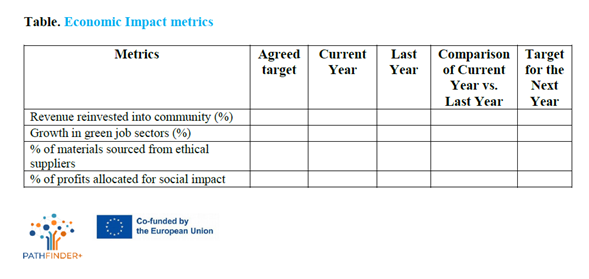 Table. Economic Impact metrics
Metrics Agreed target Current Year Last Year Comparison of Current Year vs. Last Year Target for the Next Year
Revenue reinvested into community (%)
Growth in green job sectors (%)
% of materials sourced from ethical
suppliers
% of profits allocated for social impact
Co-funded by
the European Union
PATHFINDER+